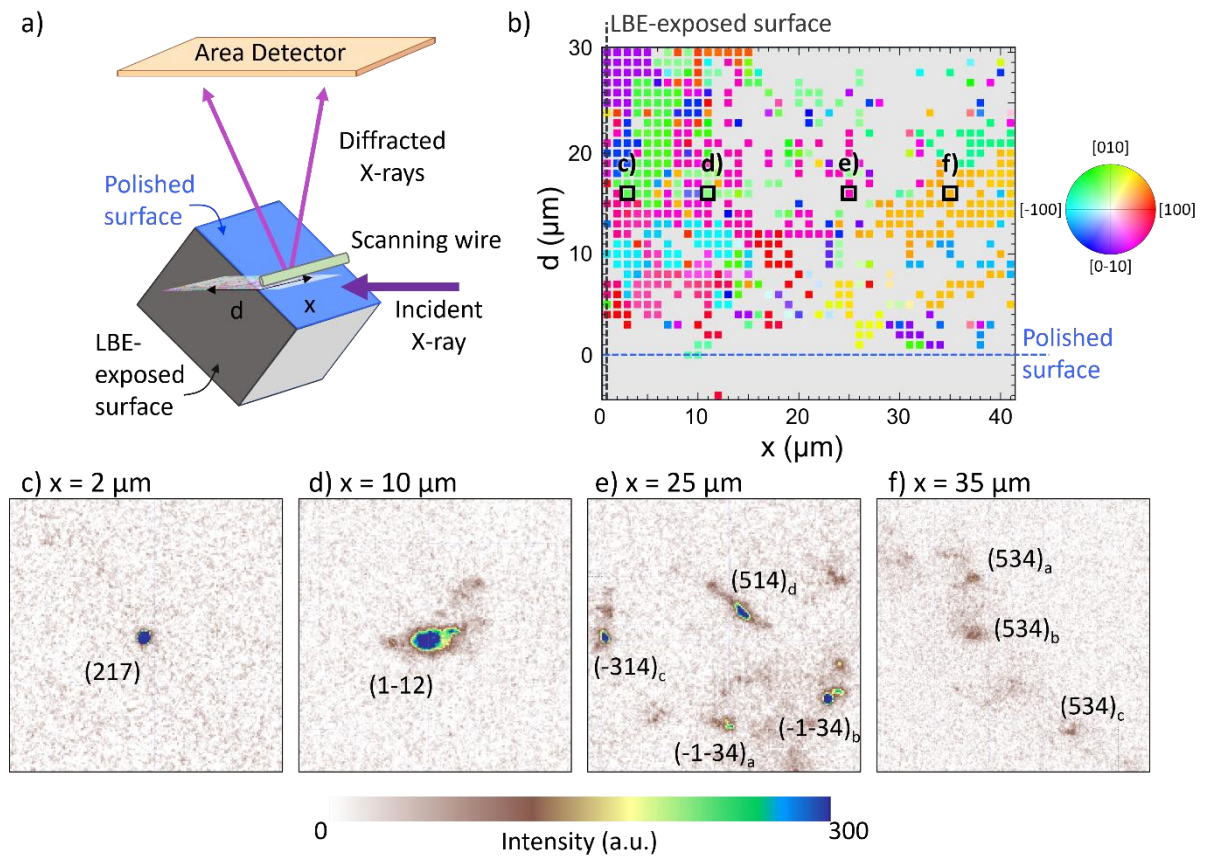 a)
Area Detector
Diffracted
X-rays
Polished
surface
Scanning wire
d
x
Incident
X-ray
LBE-
exposed
surface
b)
LBE-exposed surface
30
20
10
0
d (μm)
c)
d)
e)
f)
Polished
surface
0
10
20
30
40
x (μm)
[010]
[-100]
[100]
[0-10]
c) x = 2 μm
(217)
d) x = 10 μm
(1-12)
e) x = 25 μm
(514)d
(-314)c
(-1-34)b
(-1-34)a
f) x = 35 μm
(534)a
(534)b
(534)c
0
300
Intensity (a.u.)